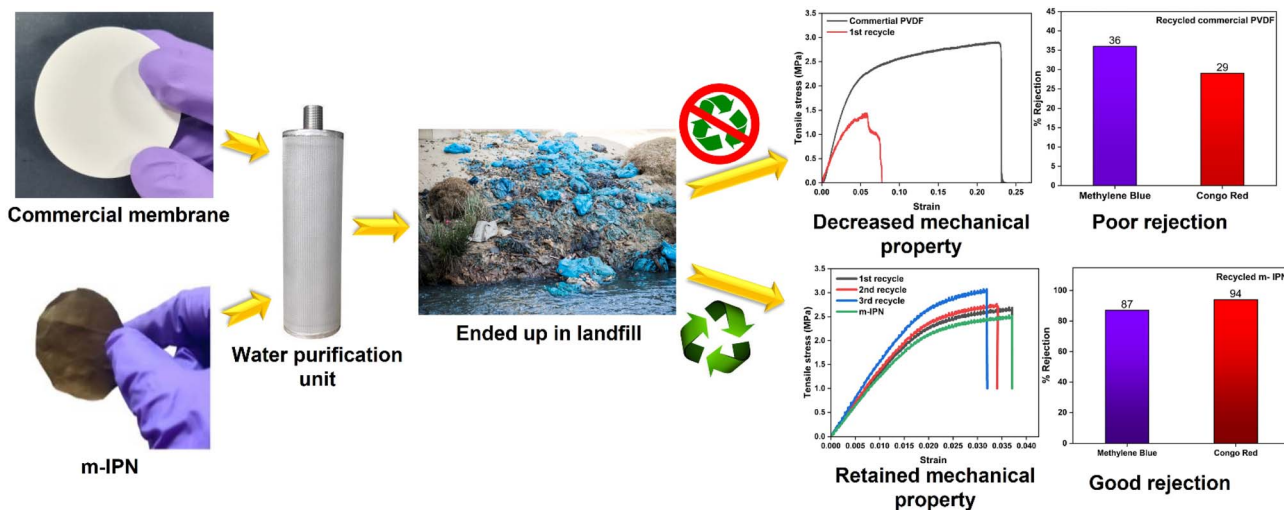 Commercial membrane
m-IPN
Water purification
unit
Ended up in landfill
Tensile stress (MPa)
3.5
3.0
2.5
2.0
1.5
1.0
0.5
0.0
Commertial PVDF
1st recycle
0.00
0.05
0.10
0.15
0.20
0.25
Strain
Decreased mechanical
property
% Rejection
45
40
35
30
25
20
15
10
5
0
Recycled commercial PVDF
36
29
Methylene Blue
Congo Red
Poor rejection
Tensile stress (MPa)
3.5
3.0
2.5
2.0
1.5
1.0
0.5
0.0
1st recycle
2nd recycle
3rd recycle
m-IPN
0.000
0.005
0.010
0.015
0.020
0.025
0.030
0.035
0.040
Strain
Retained mechanical
property
% Rejection
100
80
60
40
20
0
Recycled m- IPN
87
94
Methylene Blue
Congo Red
Good rejection